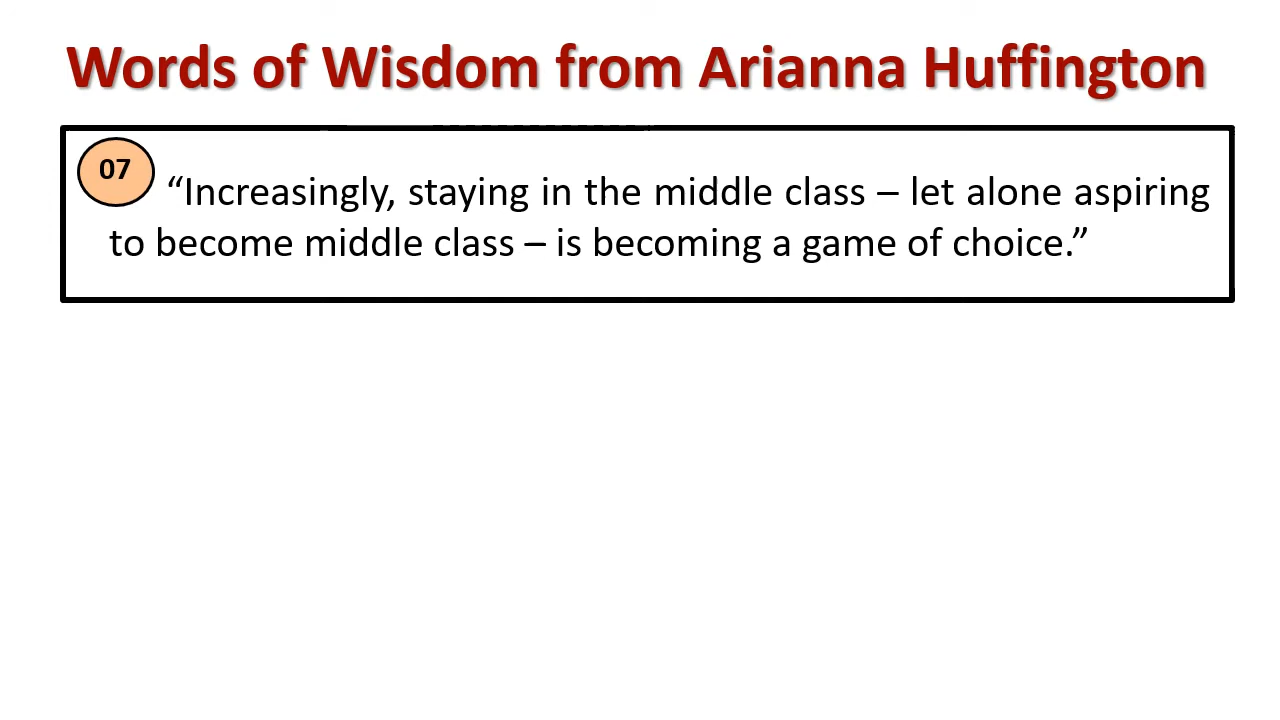 Words of Wisdom from Arianna Huffington
07
“Increasingly, staying in the middle class – let alone aspiring
to become middle class – is becoming a game of choice.”